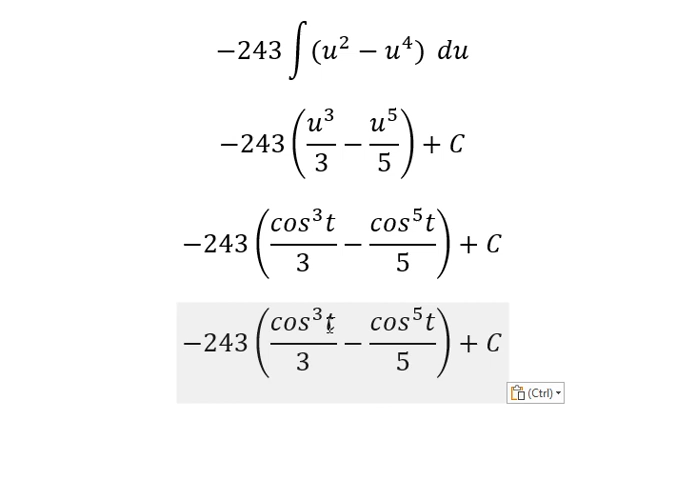 −243 ∫ (u² − u⁴) du
−243 (u³/3 − u⁵/5) + C
−243 (cos³t/3 − cos⁵t/5) + C
−243 (cos³t/3 − cos⁵t/5) + C
(Ctrl)